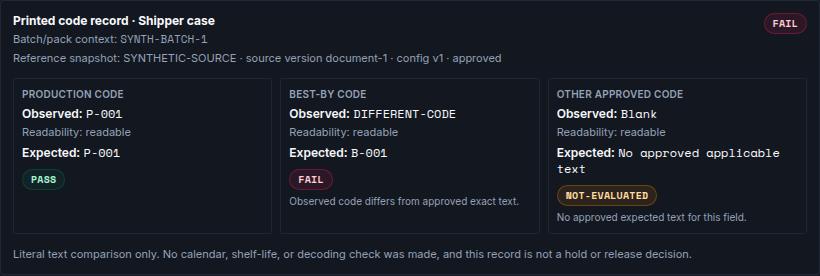 Printed code record · Shipper case
FAIL
Batch/pack context: SYNTH-BATCH-1
Reference snapshot: SYNTHETIC-SOURCE · source version document-1 · config v1 · approved
PRODUCTION CODE
Observed: P-001
Readability: readable
Expected: P-001
PASS
BEST-BY CODE
Observed: DIFFERENT-CODE
Readability: readable
Expected: B-001
FAIL
Observed code differs from approved exact text.
OTHER APPROVED CODE
Observed: Blank
Readability: readable
Expected: No approved applicable
text
NOT-EVALUATED
No approved expected text for this field.
Literal text comparison only. No calendar, shelf-life, or decoding check was made, and this record is not a hold or release decision.